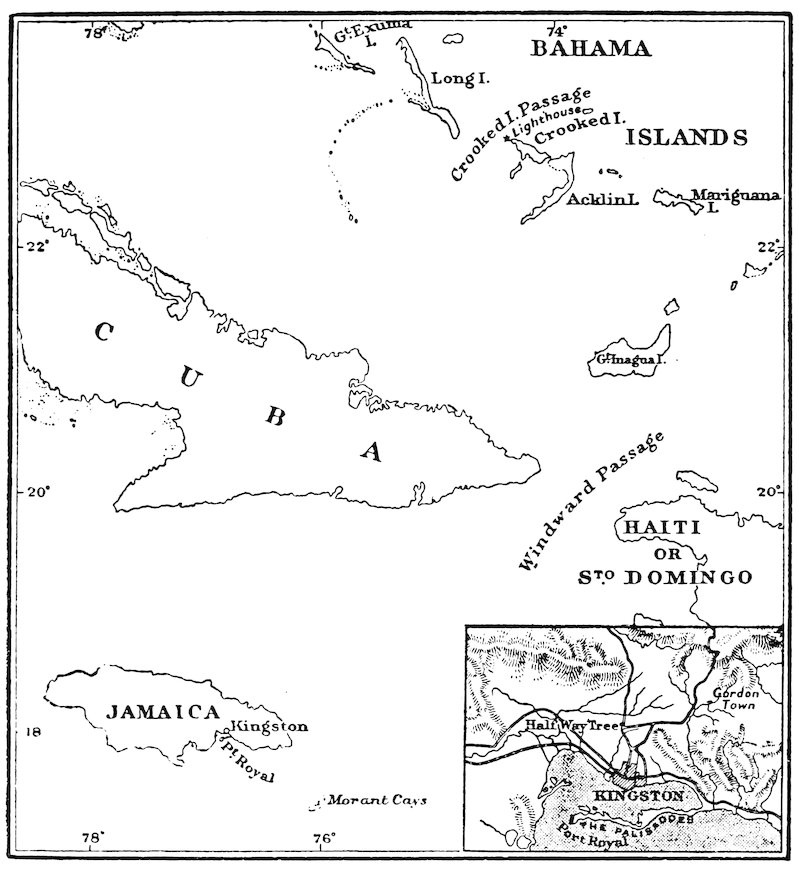 78°
74°
Gt. Exuma
I.
BAHAMA
Long I.
Crooked I. Passage
Lighthouse
Crooked I.
ISLANDS
Acklin I.
Mariguana
I.
22°
22°
CUBA
Gt. Inagua I.
Windward Passage
20°
20°
HAITI
OR
STO DOMINGO
JAMAICA
Kingston
Pt. Royal
18
Morant Cays
Gordon
Town
Half Way Tree
KINGSTON
THE PALISADOES
Port Royal
78°
76°